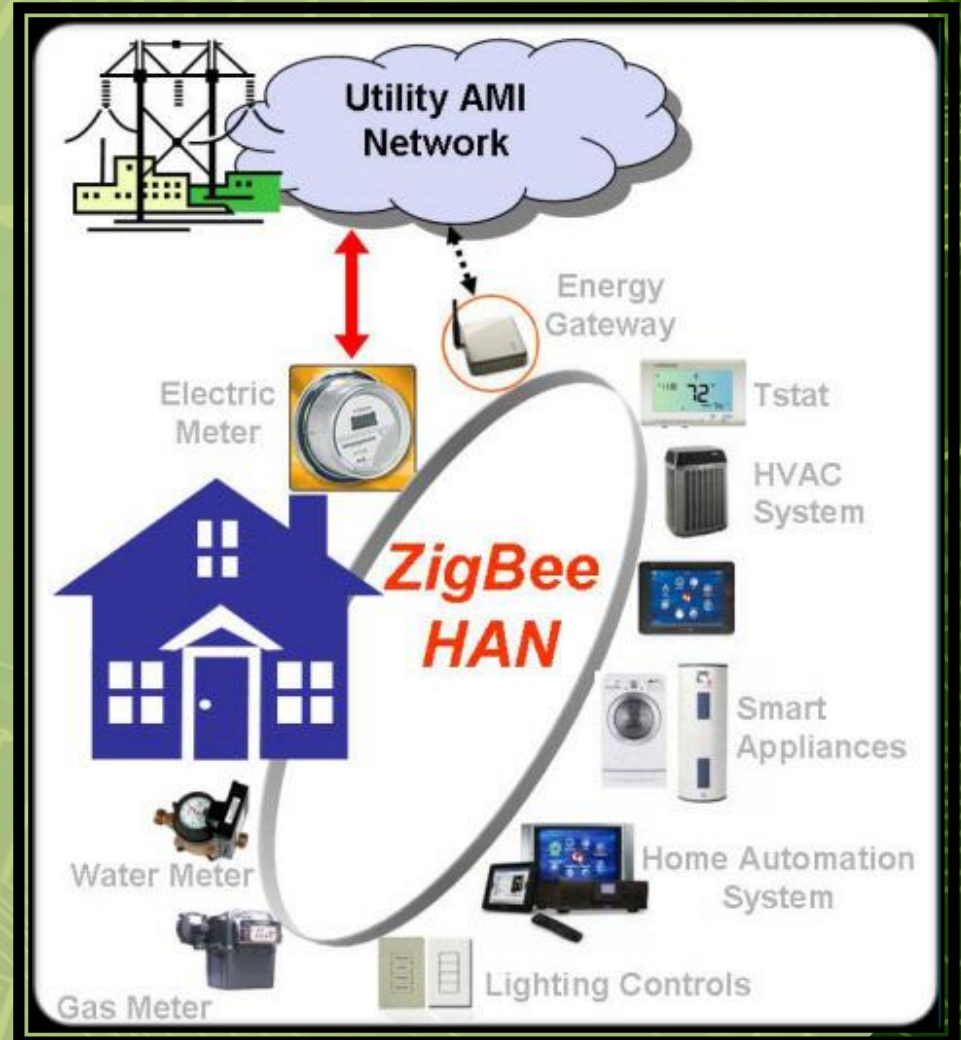 Utility AMI
Network
Energy
Gateway
Electric
Meter
72°
Tstat
HVAC
System
ZigBee
HAN
Smart
Appliances
Water Meter
Home Automation
System
Gas Meter
Lighting Controls